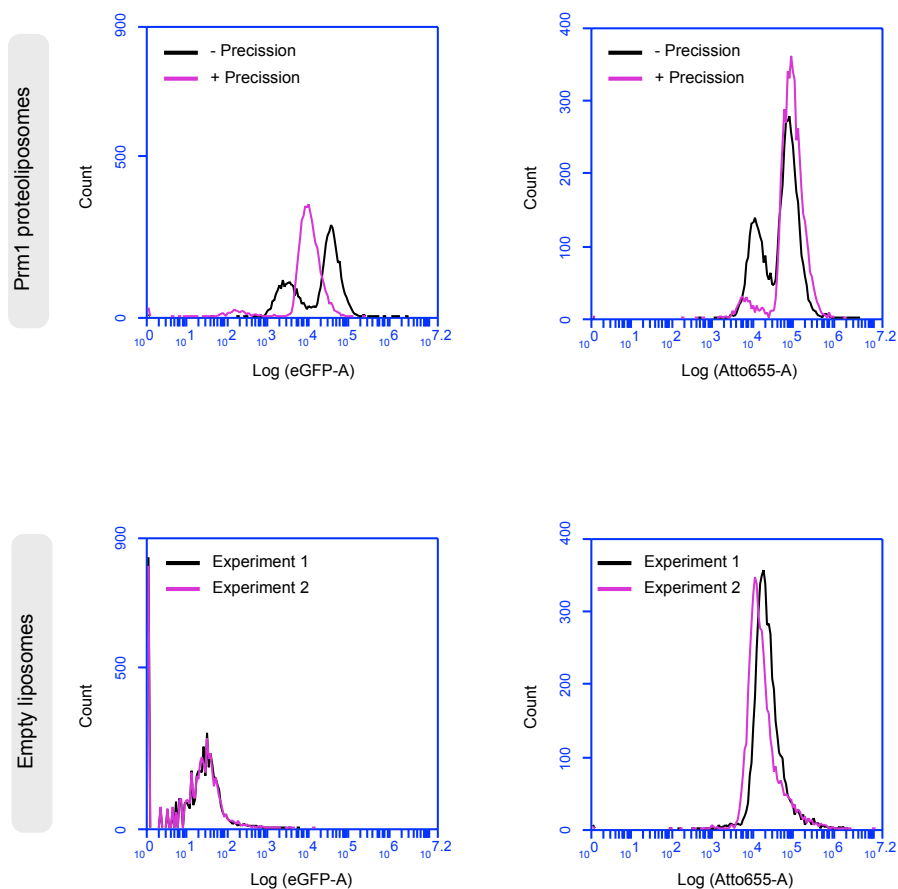 Prm1 proteoliposomes
900
500
0
Count
- Precission
+ Precission
10^0 10^1 10^2 10^3 10^4 10^5 10^6 10^7.2
Log (eGFP-A)
400
300
200
100
0
Count
- Precission
+ Precission
10^0 10^1 10^2 10^3 10^4 10^5 10^6 10^7.2
Log (Atto655-A)
Empty liposomes
900
500
0
Count
Experiment 1
Experiment 2
10^0 10^1 10^2 10^3 10^4 10^5 10^6 10^7.2
Log (eGFP-A)
400
300
200
100
0
Count
Experiment 1
Experiment 2
10^0 10^1 10^2 10^3 10^4 10^5 10^6 10^7.2
Log (Atto655-A)